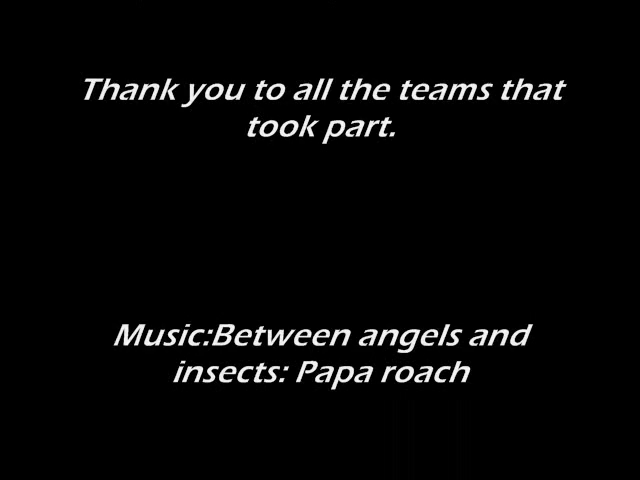 Thank you to all the teams that
took part.
Music:Between angels and
insects: Papa roach